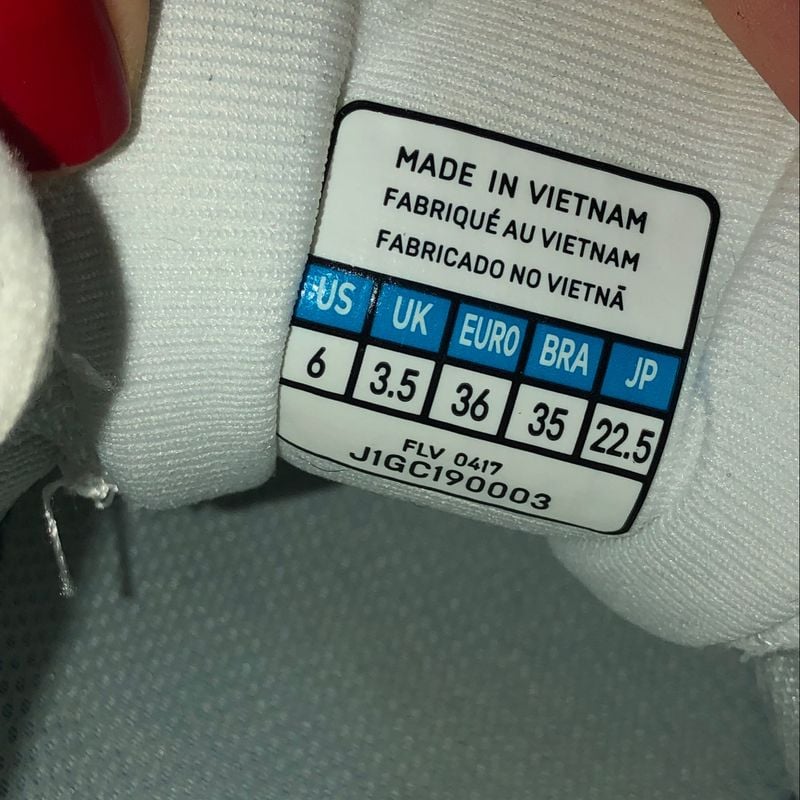 MADE IN VIETNAM
FABRIQUÉ AU VIETNAM
FABRICADO NO VIETNÃ
US UK EURO BRA JP
6 3.5 36 35 22.5
FLV 0417
J1GC190003